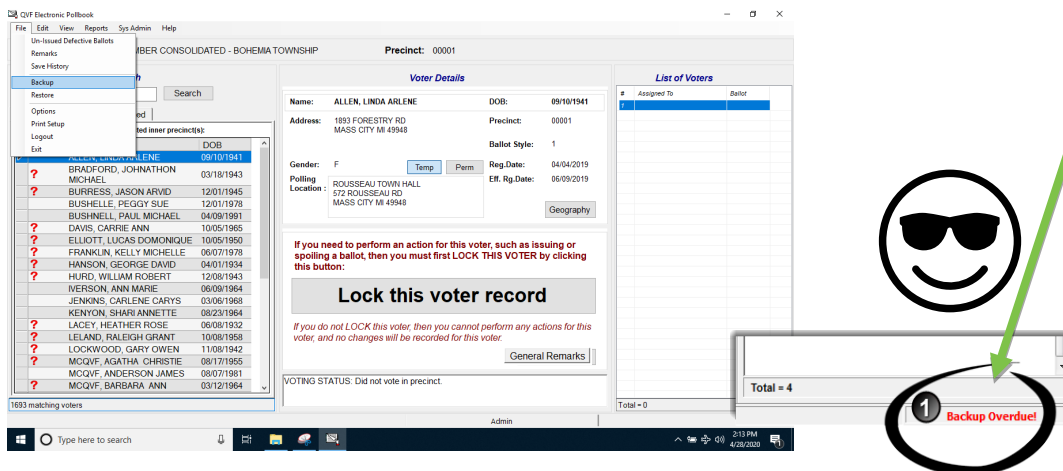 QVF Electronic Pollbook
File Edit View Reports Sys Admin Help
Un-Issued Defective Ballots
Remarks
Save History
Backup
Restore
Options
Print Setup
Logout
Exit
MBER CONSOLIDATED - BOHEMIA TOWNSHIP Precinct: 00001
Search
ted inner precinct(s):
DOB
ALLEN, LINDA ARLENE 09/10/1941
? BRADFORD, JOHNATHON MICHAEL 03/18/1943
? BURRESS, JASON ARVID 12/01/1945
BUSHELLE, PEGGY SUE 12/01/1978
BUSHNELL, PAUL MICHAEL 04/09/1991
? DAVIS, CARRIE ANN 10/05/1965
? ELLIOTT, LUCAS DOMONIQUE 10/05/1950
? FRANKLIN, KELLY MICHELLE 06/07/1978
? HANSON, GEORGE DAVID 04/01/1934
? HURD, WILLIAM ROBERT 12/08/1943
IVERSON, ANN MARIE 06/09/1964
JENKINS, CARLENE CARYS 03/06/1968
KENYON, SHARI ANNETTE 08/23/1964
? LACEY, HEATHER ROSE 06/08/1932
? LELAND, RALEIGH GRANT 10/08/1958
? LOCKWOOD, GARY OWEN 11/08/1942
? MCQVF, AGATHA CHRISTIE 08/17/1955
MCQVF, ANDERSON JAMES 08/07/1981
? MCQVF, BARBARA ANN 03/12/1964
1693 matching voters
Voter Details
Name: ALLEN, LINDA ARLENE DOB: 09/10/1941
Address: 1893 FORESTRY RD Precinct: 00001
MASS CITY MI 49948
Ballot Style: 1
Gender: F Temp Perm Reg.Date: 04/04/2019
Polling Location : ROUSSEAU TOWN HALL Eff. Rg.Date: 06/09/2019
572 ROUSSEAU RD
MASS CITY MI 49948
Geography
If you need to perform an action for this voter, such as issuing or
spoiling a ballot, then you must first LOCK THIS VOTER by clicking
this button:
Lock this voter record
If you do not LOCK this voter, then you cannot perform any actions for this
voter, and no changes will be recorded for this voter.
General Remarks
VOTING STATUS: Did not vote in precinct.
List of Voters
# Assigned To Ballot
1
Total = 0
Admin
Type here to search
2:13 PM
4/28/2020
Total = 4
1 Backup Overdue!